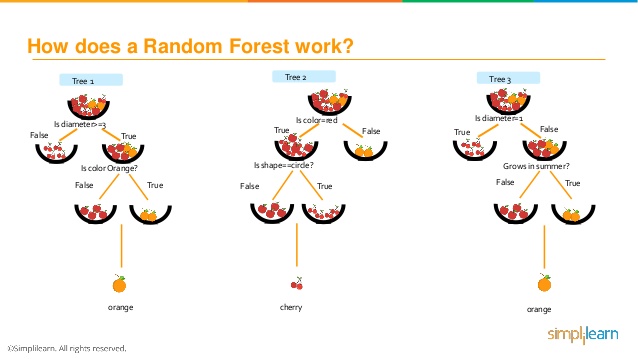 How does a Random Forest work?
Tree 1
Is diameter>=3
False
True
Is color Orange?
False
True
orange
Tree 2
Is color=red
True
False
Is shape==circle?
False
True
cherry
Tree 3
Is diameter=1
True
False
Grows in summer?
False
True
orange
©Simplilearn. All rights reserved.
simplilearn